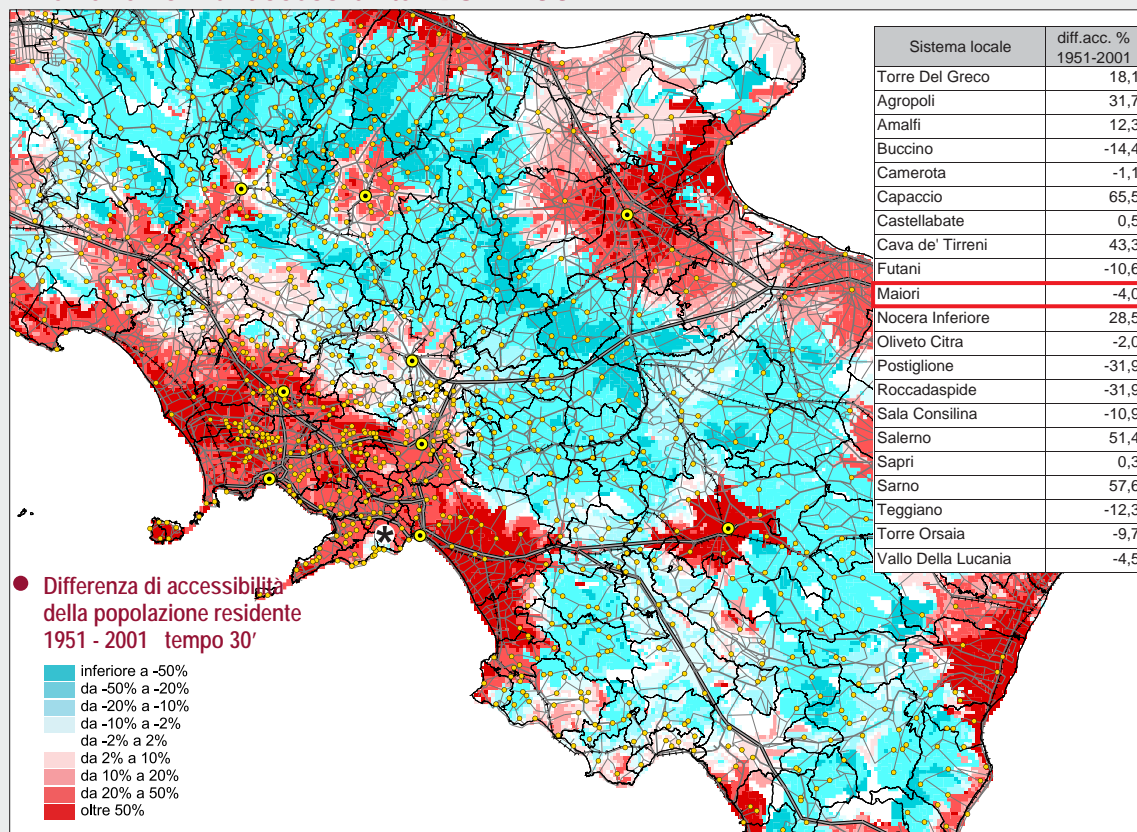 Sistema locale diff.acc. % 1951-2001
Torre Del Greco 18,1
Agropoli 31,7
Amalfi 12,3
Buccino -14,4
Camerota -1,1
Capaccio 65,5
Castellabate 0,5
Cava de' Tirreni 43,3
Futani -10,6
Maiori -4,0
Nocera Inferiore 28,5
Oliveto Citra -2,0
Postiglione -31,9
Roccadaspide -31,9
Sala Consilina -10,9
Salerno 51,4
Sapri 0,3
Sarno 57,6
Teggiano -12,3
Torre Orsaia -9,7
Vallo Della Lucania -4,5
*
● Differenza di accessibilità
della popolazione residente
1951 - 2001 tempo 30'
inferiore a -50%
da -50% a -20%
da -20% a -10%
da -10% a -2%
da -2% a 2%
da 2% a 10%
da 10% a 20%
da 20% a 50%
oltre 50%